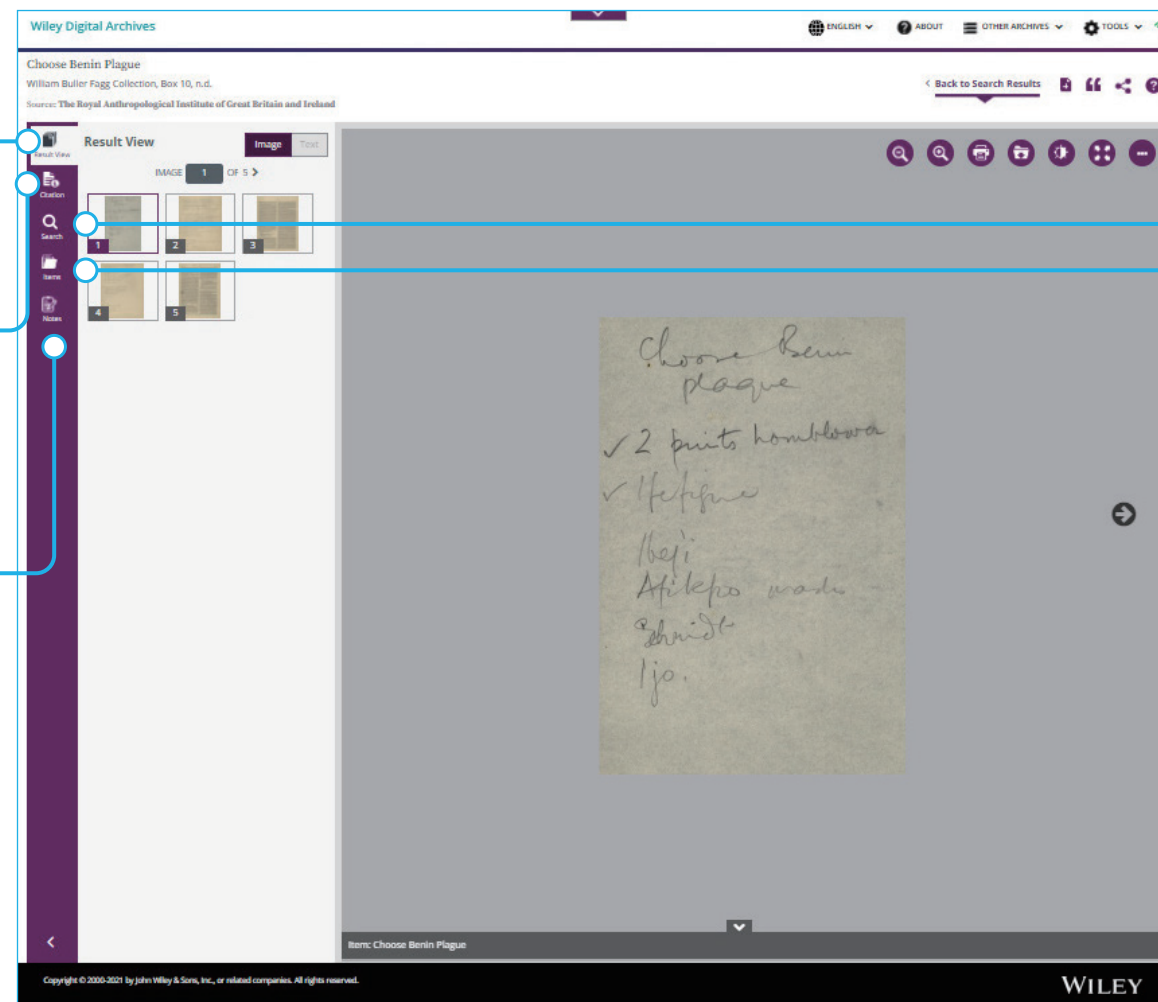 Wiley Digital Archives
ENGLISH
ABOUT
OTHER ARCHIVES
TOOLS
Choose Benin Plague
William Buller Fagg Collection, Box 10, n.d.
Source: The Royal Anthropological Institute of Great Britain and Ireland
Back to Search Results
Result View
Citation
Search
Items
Notes
Result View
Image Text
IMAGE 1 OF 5
1 2 3
4 5
Choose Benin
plaque
✓ 2 prints hornblower
✓ Ife figure
Ibeji
Afikpo
Schmidt
Ijo.
Item: Choose Benin Plague
Copyright © 2000-2021 by John Wiley & Sons, Inc., or related companies. All rights reserved.
WILEY